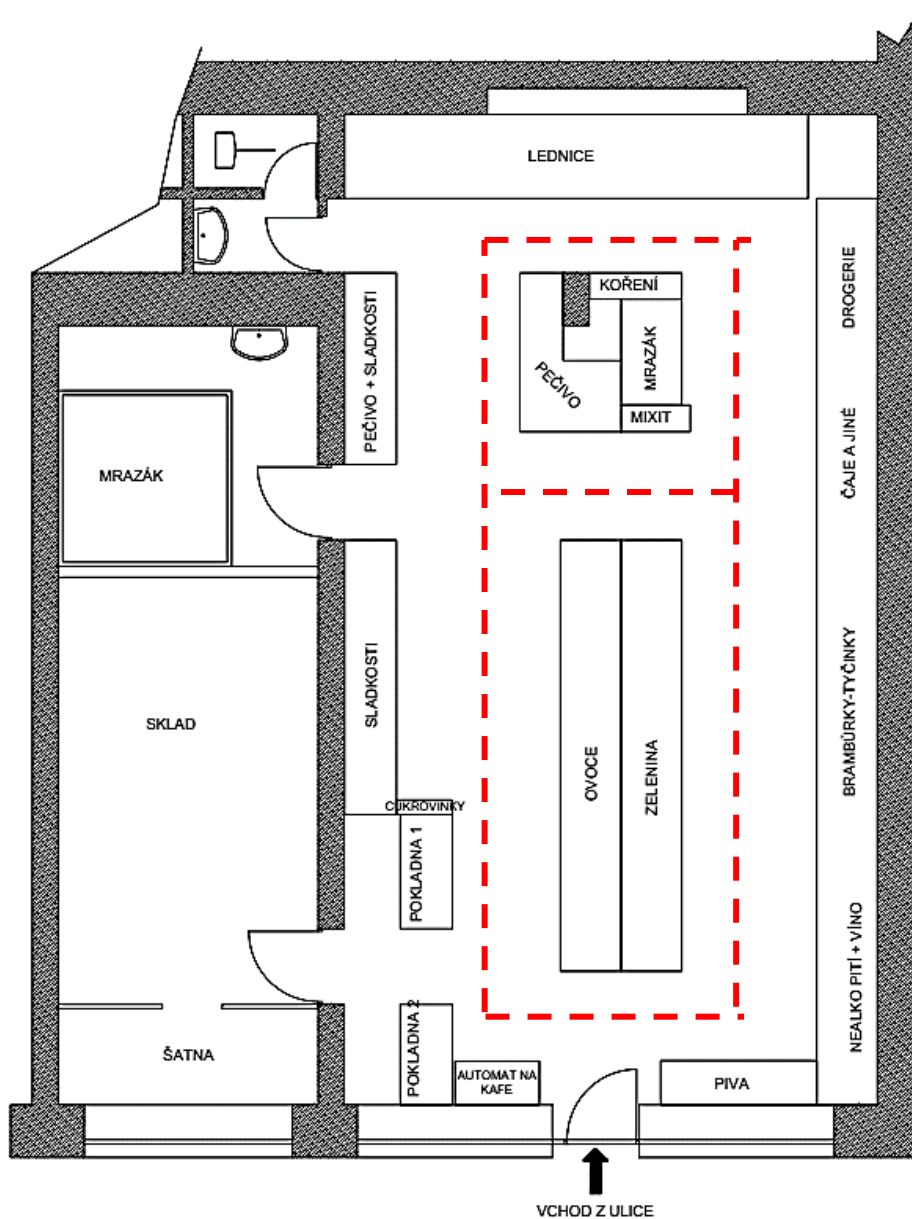 LEDNICE
KOŘENÍ
DROGERIE
PEČIVO + SLADKOSTI
PEČIVO
MRAZÁK
MIXIT
ČAJE A JINÉ
MRAZÁK
SLADKOSTI
SKLAD
OVOCE
ZELENINA
BRAMBŮRKY-TYČINKY
CUKROVINKY
POKLADNA 1
NEALKO PITÍ + VÍNO
POKLADNA 2
ŠATNA
AUTOMAT NA
KAFE
PIVA
VCHOD Z ULICE